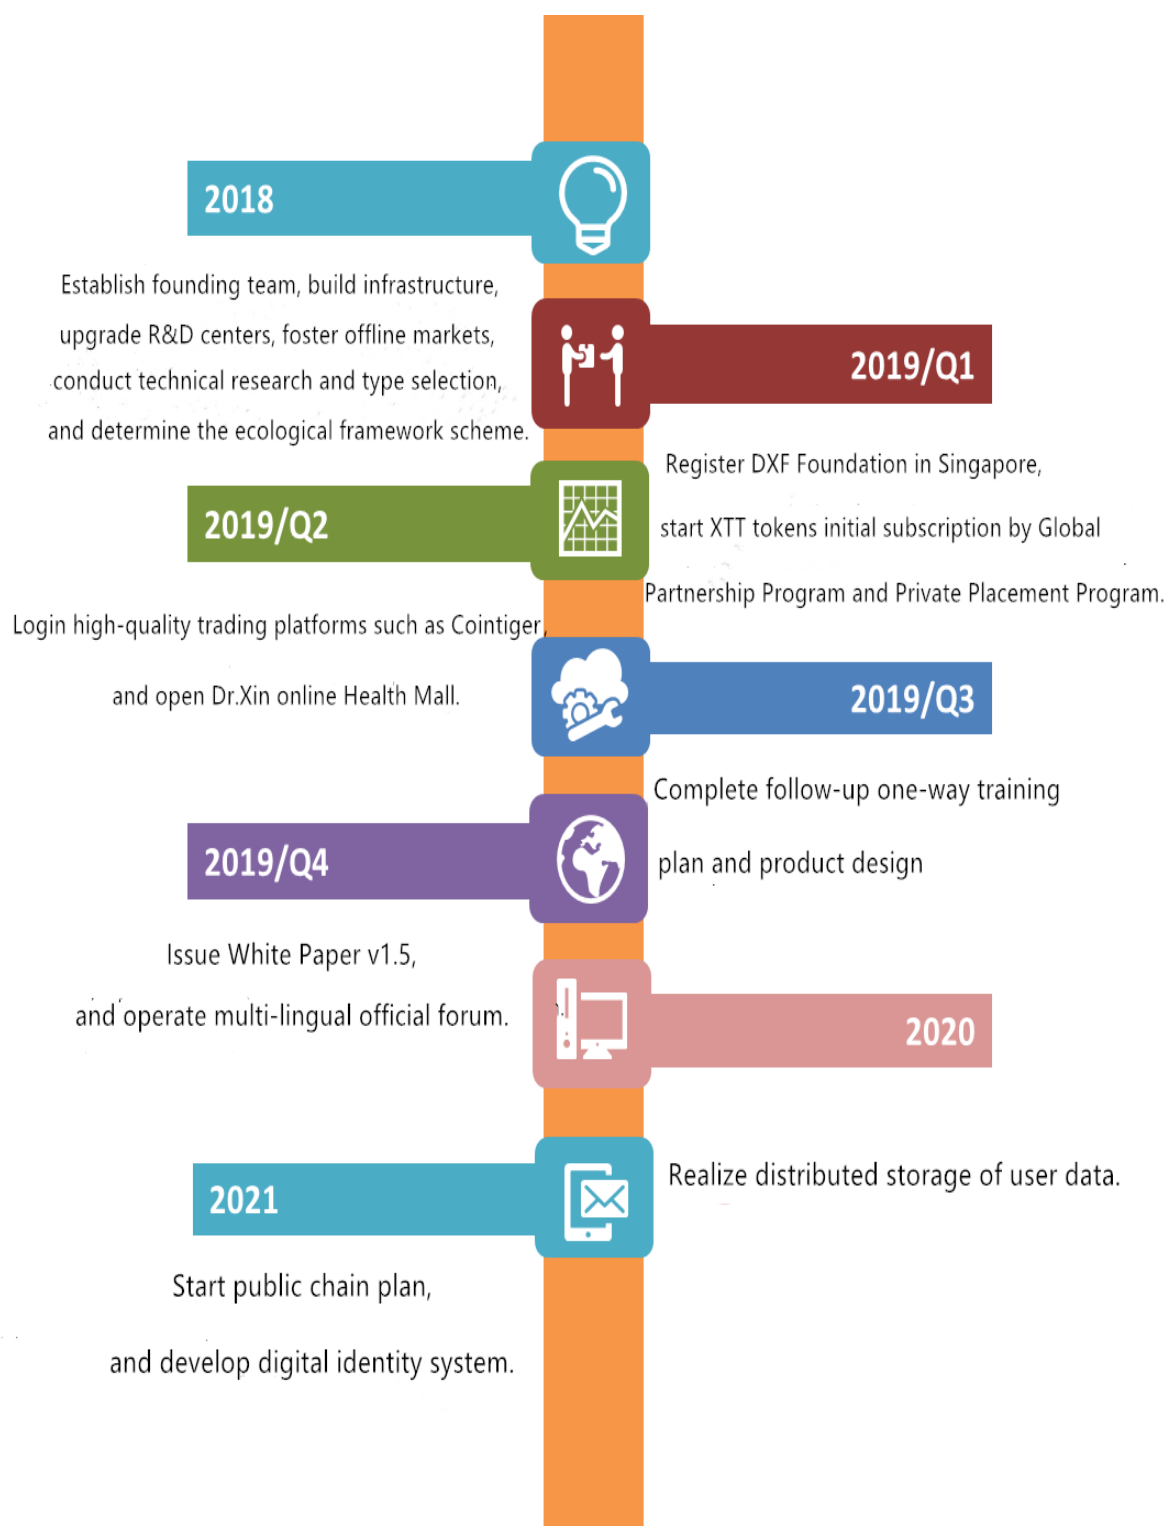 2018
Establish founding team, build infrastructure,
upgrade R&D centers, foster offline markets,
conduct technical research and type selection,
and determine the ecological framework scheme.
2019/Q1
Register DXF Foundation in Singapore,
start XTT tokens initial subscription by Global
Partnership Program and Private Placement Program.
2019/Q2
Login high-quality trading platforms such as Cointiger,
and open Dr.Xin online Health Mall.
2019/Q3
Complete follow-up one-way training
plan and product design
2019/Q4
Issue White Paper v1.5,
and operate multi-lingual official forum.
2020
Realize distributed storage of user data.
2021
Start public chain plan,
and develop digital identity system.